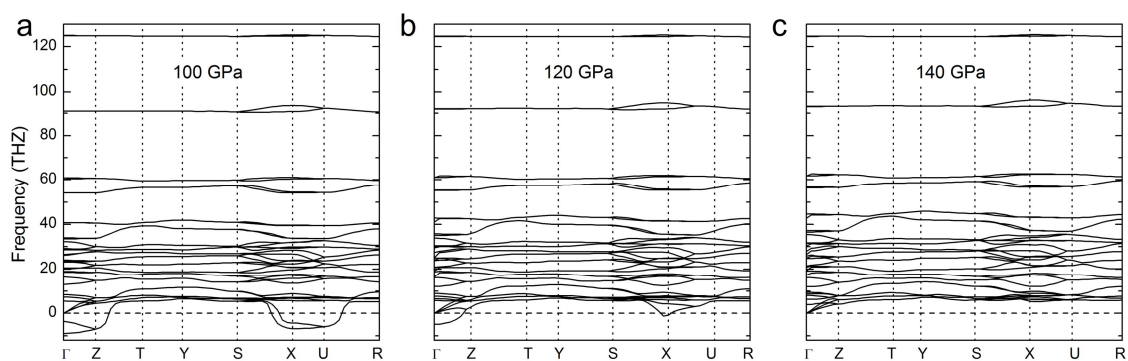 a
b
c
100 GPa
120 GPa
140 GPa
Frequency (THZ)
120
100
80
60
40
20
0
Γ Z T Y S X U R
Γ Z T Y S X U R
Γ Z T Y S X U R